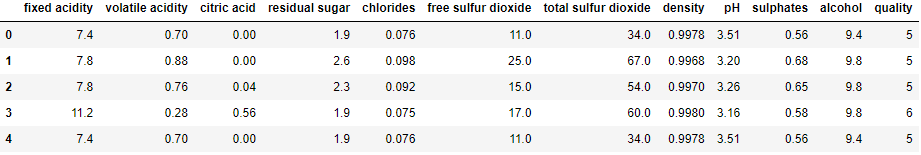 fixed acidity volatile acidity citric acid residual sugar chlorides free sulfur dioxide total sulfur dioxide density pH sulphates alcohol quality
0 7.4 0.70 0.00 1.9 0.076 11.0 34.0 0.9978 3.51 0.56 9.4 5
1 7.8 0.88 0.00 2.6 0.098 25.0 67.0 0.9968 3.20 0.68 9.8 5
2 7.8 0.76 0.04 2.3 0.092 15.0 54.0 0.9970 3.26 0.65 9.8 5
3 11.2 0.28 0.56 1.9 0.075 17.0 60.0 0.9980 3.16 0.58 9.8 6
4 7.4 0.70 0.00 1.9 0.076 11.0 34.0 0.9978 3.51 0.56 9.4 5